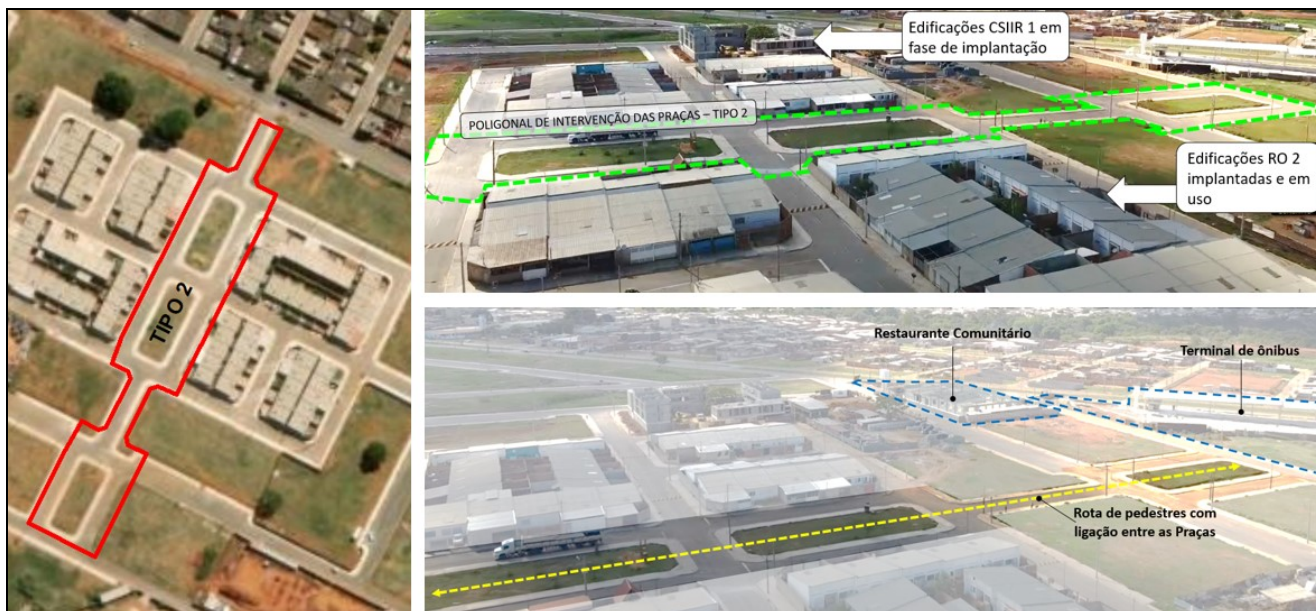 TIPO 2
Edificações CSIIR 1 em
fase de implantação
POLIGONAL DE INTERVENÇÃO DAS PRAÇAS – TIPO 2
Edificações RO 2
implantadas e em
uso
Restaurante Comunitário
Terminal de ônibus
Rota de pedestres com
ligação entre as Praças